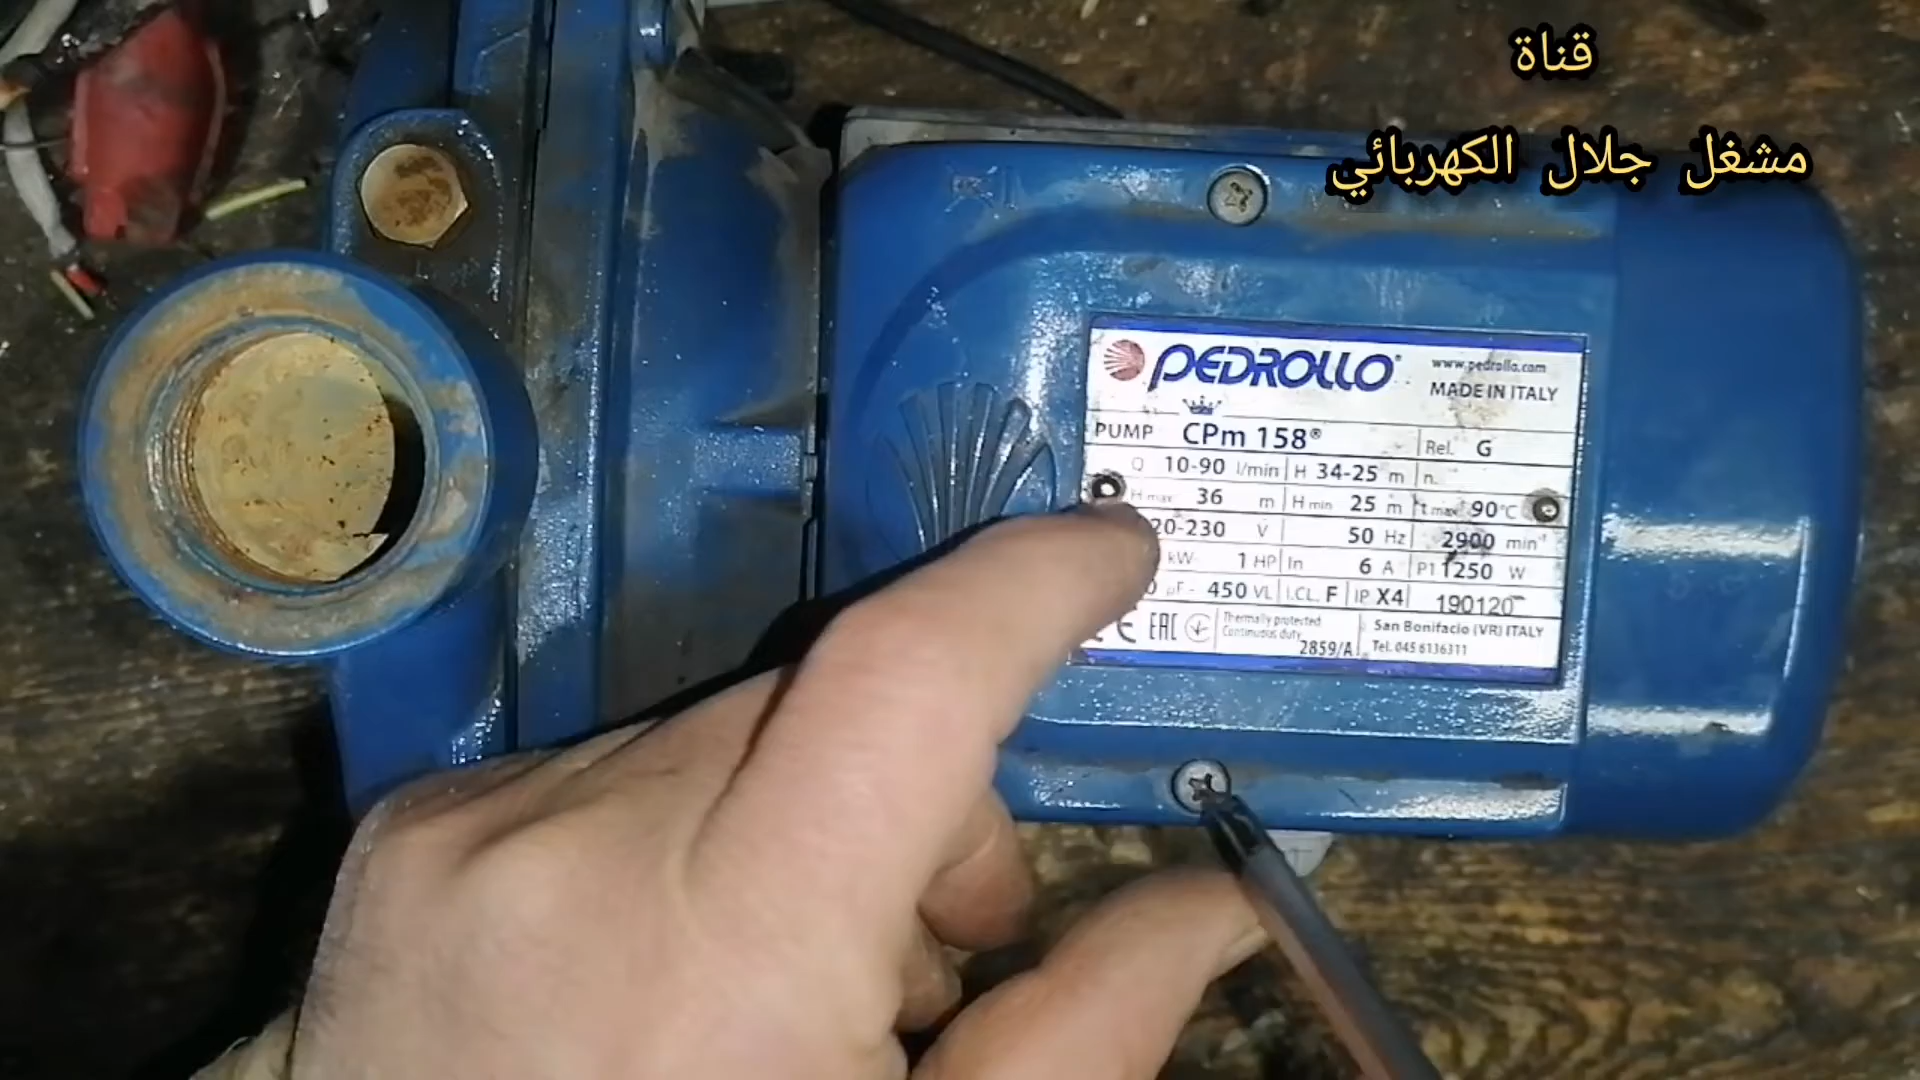 قناة
مشغل جلال الكهربائي
PEDROLLO®
www.pedrollo.com
MADE IN ITALY
PUMP CPm 158® Rel. G
Q 10-90 l/min H 34-25 m n.
H max 36 m H min 25 m t max 90°C
20-230 V 50 Hz 2900 min-1
kW- 1 HP In 6 A P1 1250 W
μF - 450 VL I.CL. F IP X4 190120
CE EAC Thermally protected
Continuous duty
2859/A
San Bonifacio (VR) ITALY
Tel. 045 6136311